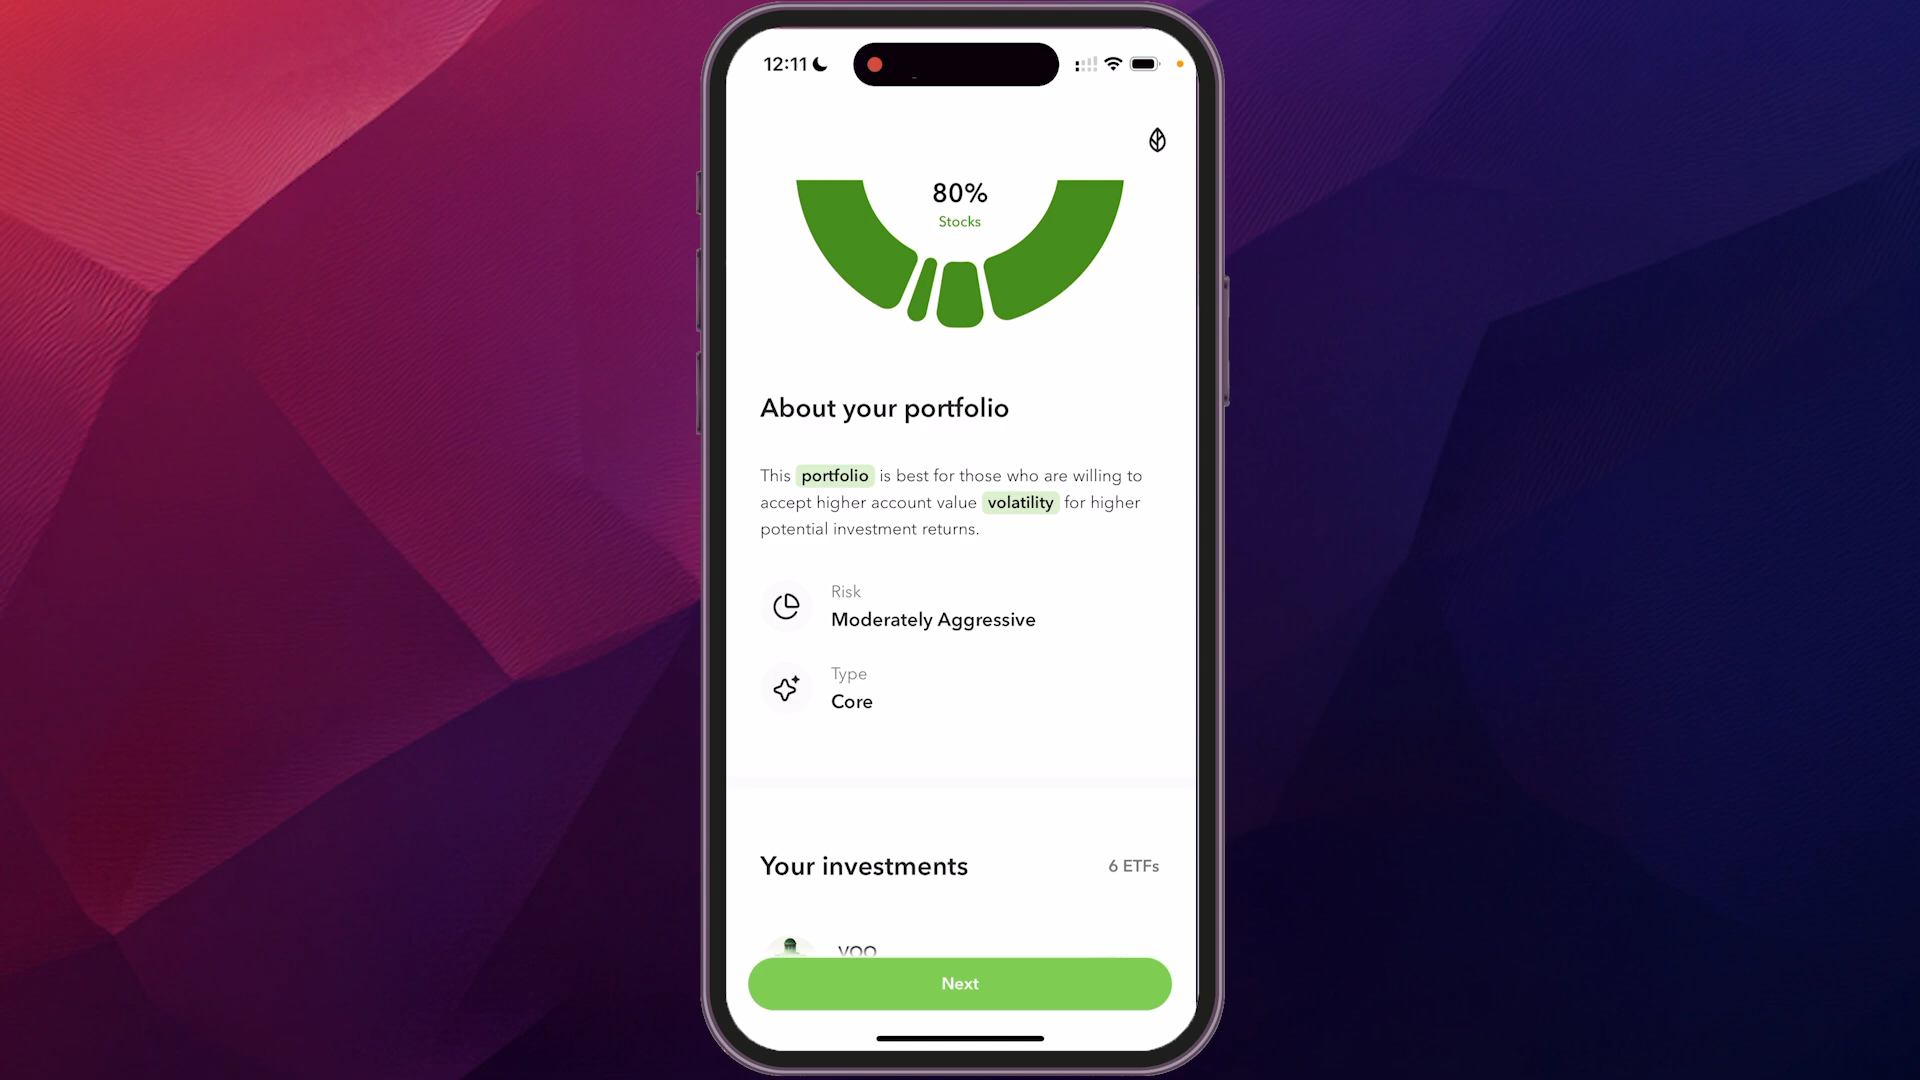 12:11
80%
Stocks
About your portfolio
This portfolio is best for those who are willing to
accept higher account value volatility for higher
potential investment returns.
Risk
Moderately Aggressive
Type
Core
Your investments
6 ETFs
VOO
Next